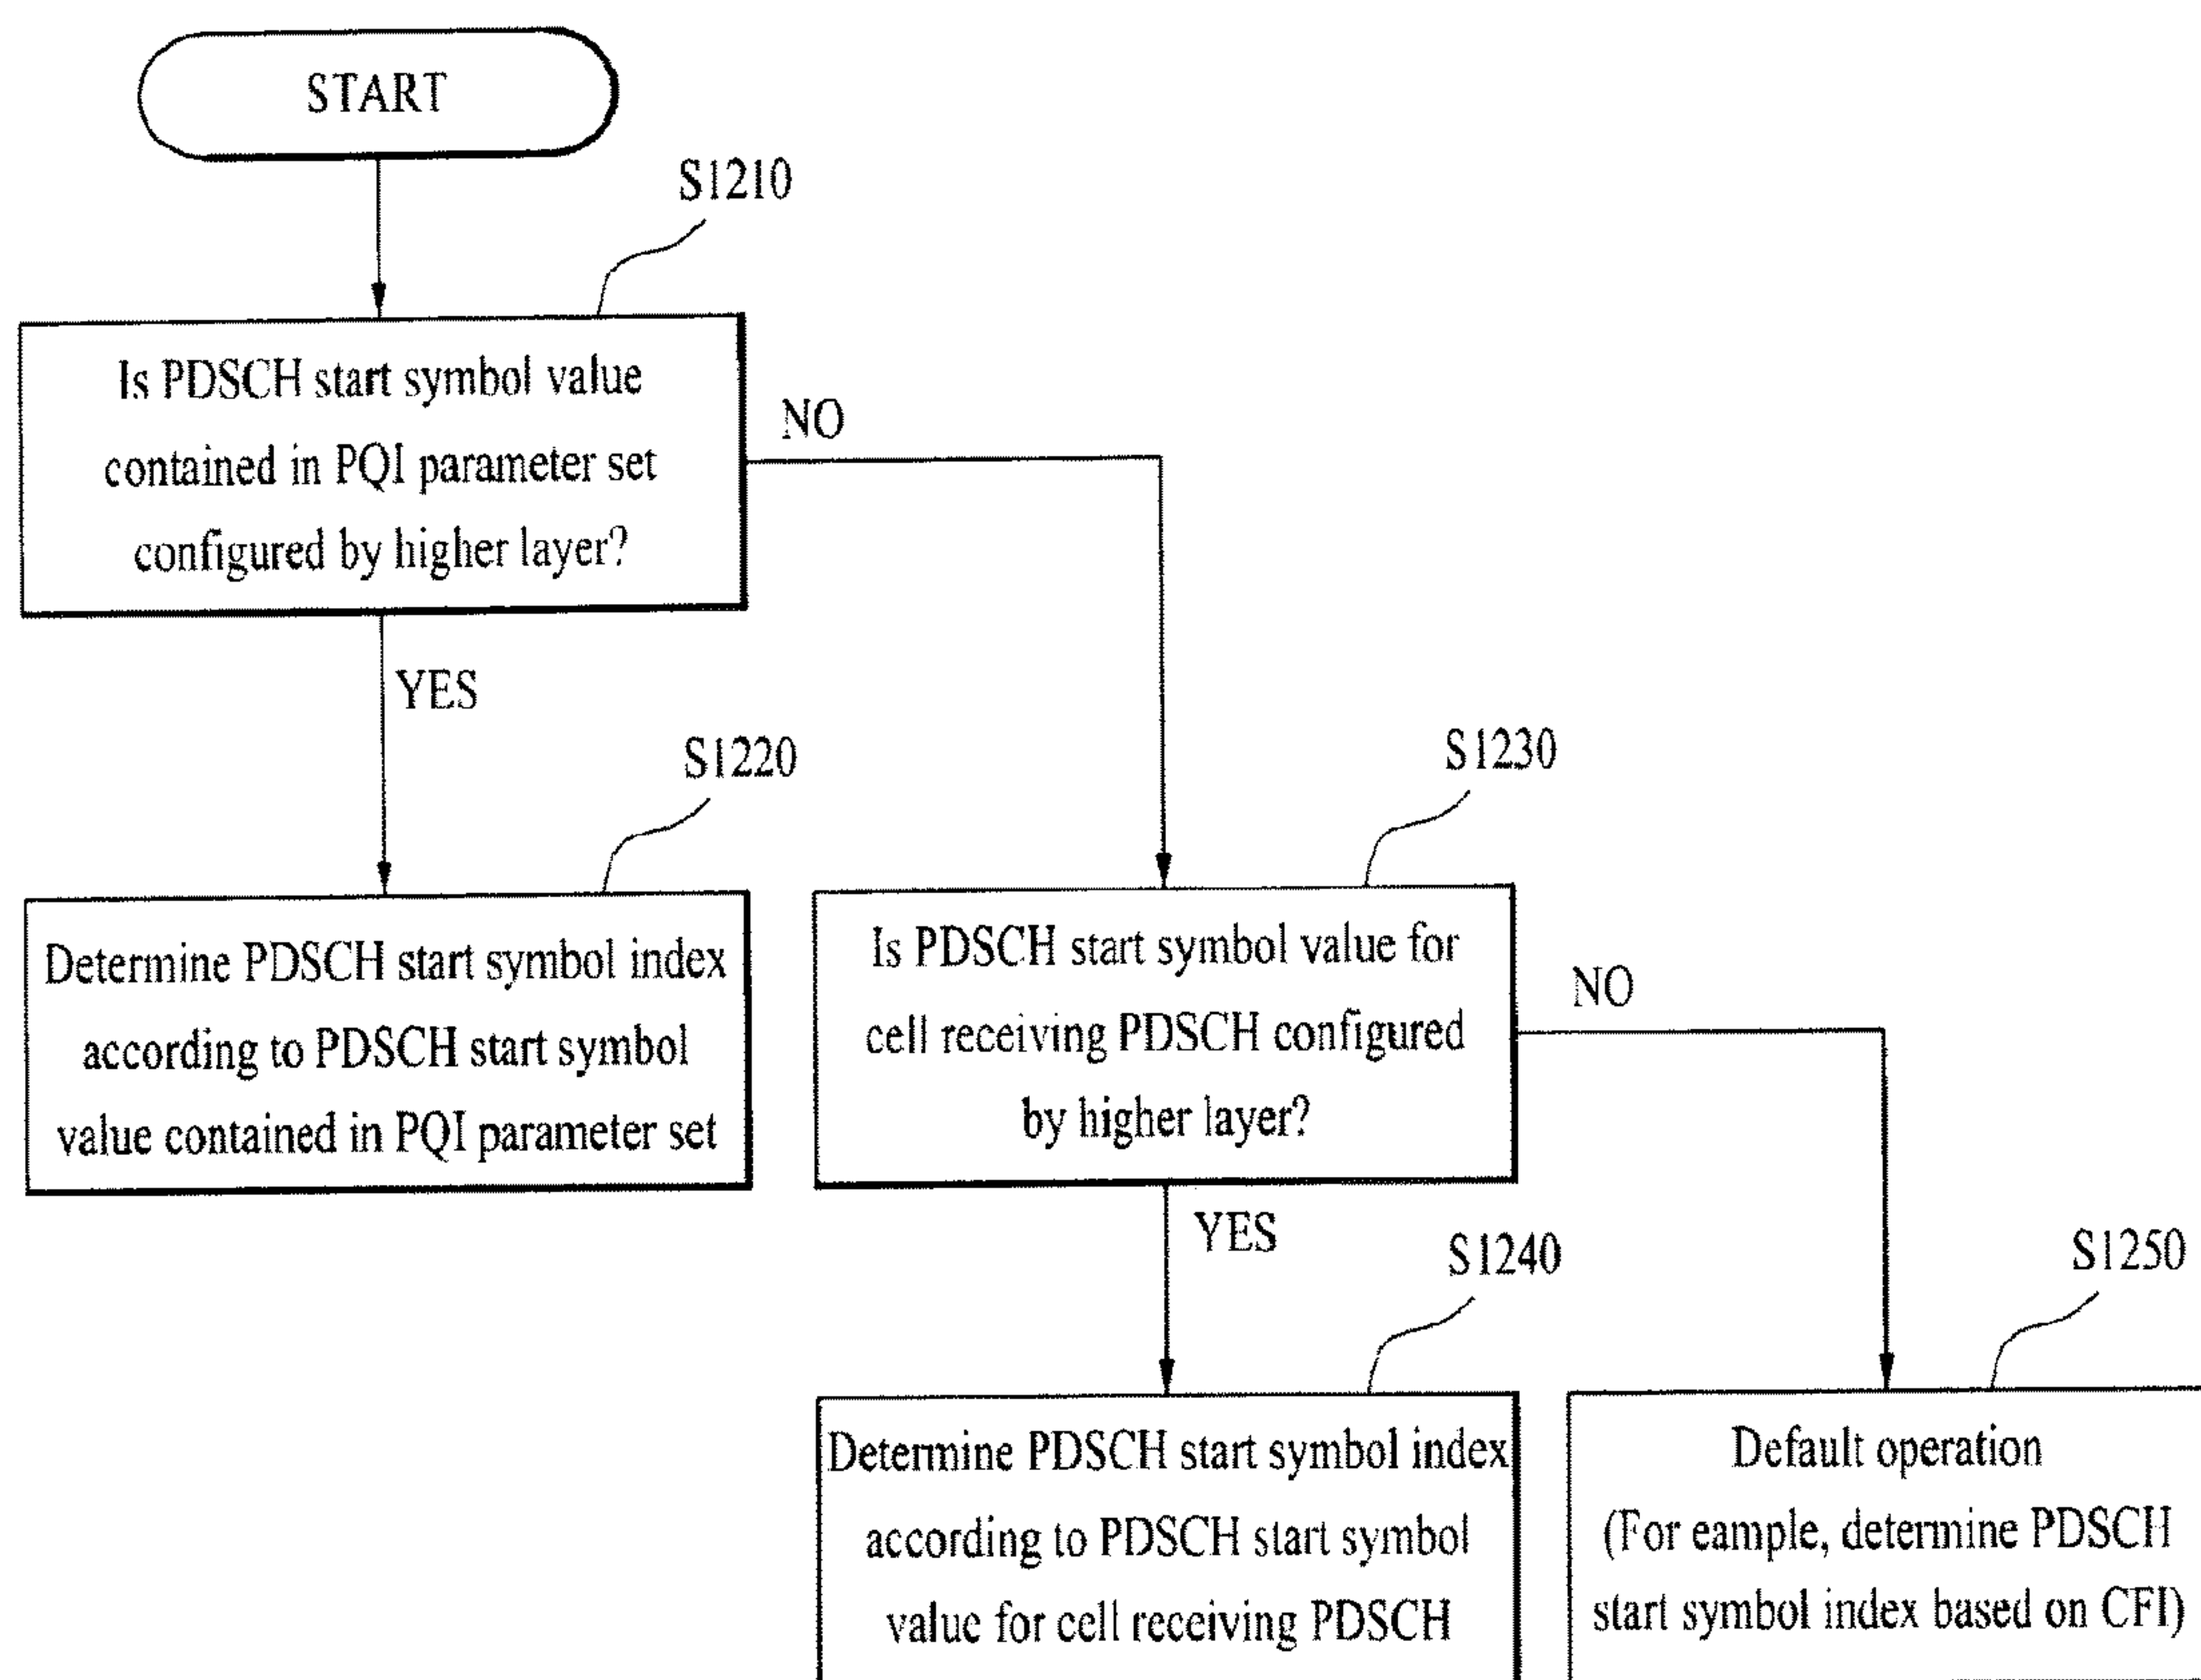 START
S1210
Is PDSCH start symbol value
contained in PQI parameter set
configured by higher layer?
NO
YES
S1220
Determine PDSCH start symbol index
according to PDSCH start symbol
value contained in PQI parameter set
S1230
Is PDSCH start symbol value for
cell receiving PDSCH configured
by higher layer?
NO
YES
S1240
Determine PDSCH start symbol index
according to PDSCH start symbol
value for cell receiving PDSCH
S1250
Default operation
(For eample, determine PDSCH
start symbol index based on CFI)